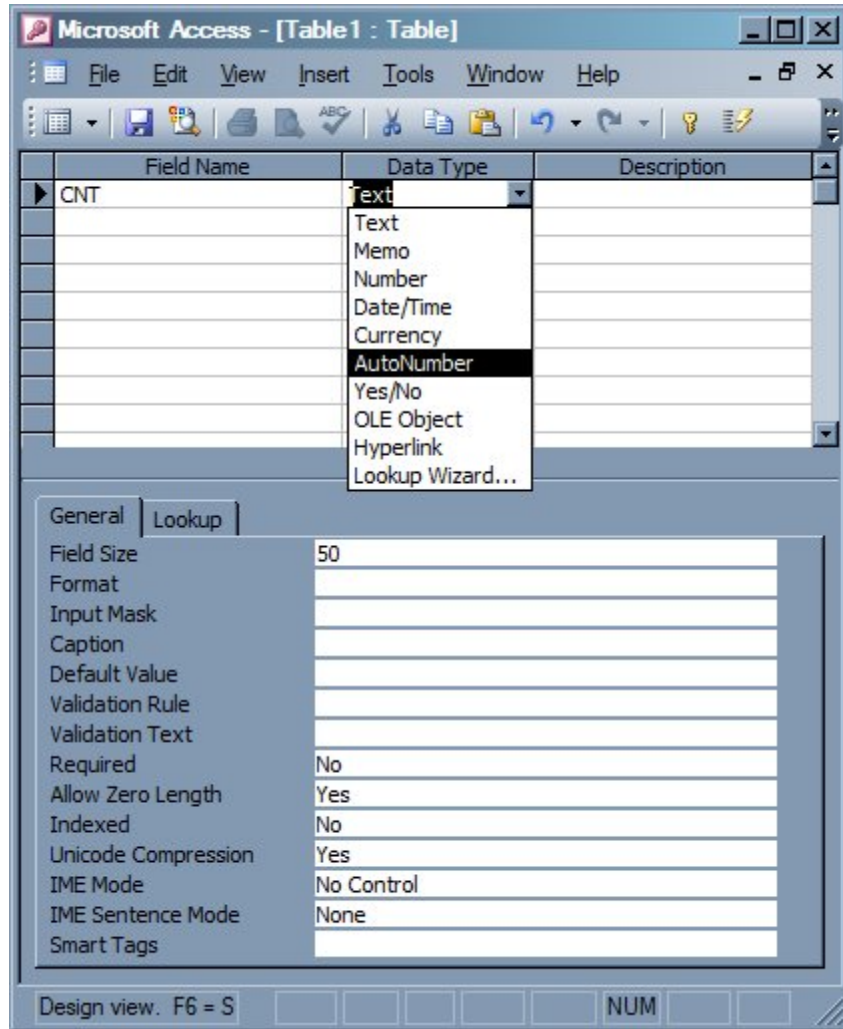 Microsoft Access - [Table1 : Table]
File Edit View Insert Tools Window Help
ABC
Field Name Data Type Description
CNT Text
Text
Memo
Number
Date/Time
Currency
AutoNumber
Yes/No
OLE Object
Hyperlink
Lookup Wizard...
General Lookup
Field Size 50
Format
Input Mask
Caption
Default Value
Validation Rule
Validation Text
Required No
Allow Zero Length Yes
Indexed No
Unicode Compression Yes
IME Mode No Control
IME Sentence Mode None
Smart Tags
Design view. F6 = S NUM